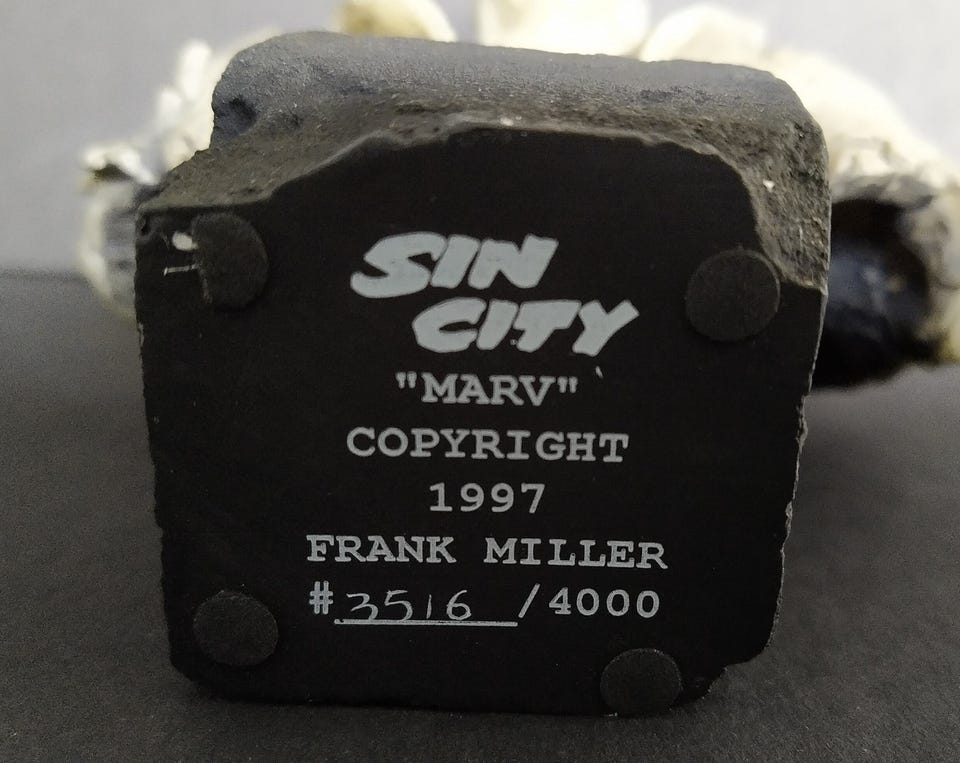 SIN
CITY
"MARV"
COPYRIGHT
1997
FRANK MILLER
#3516/4000